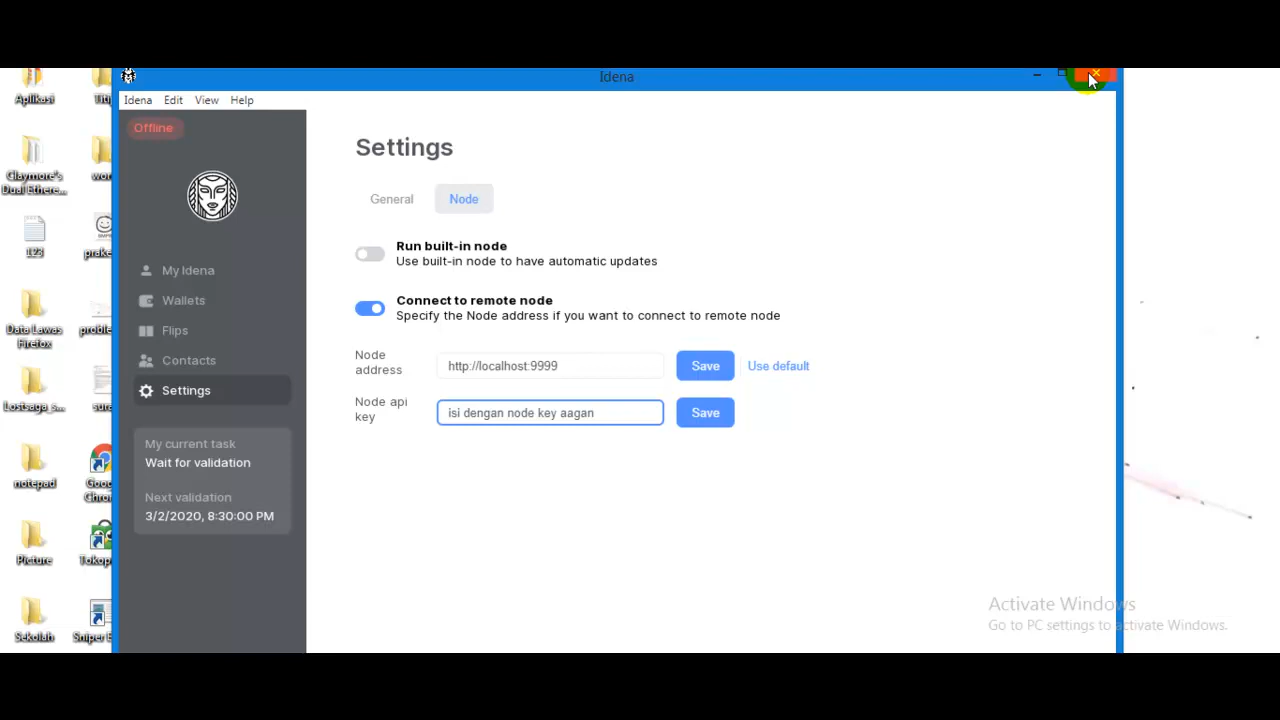 Idena
Idena Edit View Help
Aplikasi
Offline
Settings
General
Node
Claymore's
Dual Ethere...
Run built-in node
Use built-in node to have automatic updates
123
My Idena
Wallets
Connect to remote node
Specify the Node address if you want to connect to remote node
Data Lawas
Firefox
Flips
Contacts
Settings
Node
address
http://localhost:9999
Save
Use default
Node api
key
isi dengan node key aagan
Save
My current task
Wait for validation
Next validation
3/2/2020, 8:30:00 PM
notepad
Picture
Sekolah
Activate Windows
Go to PC settings to activate Windows.